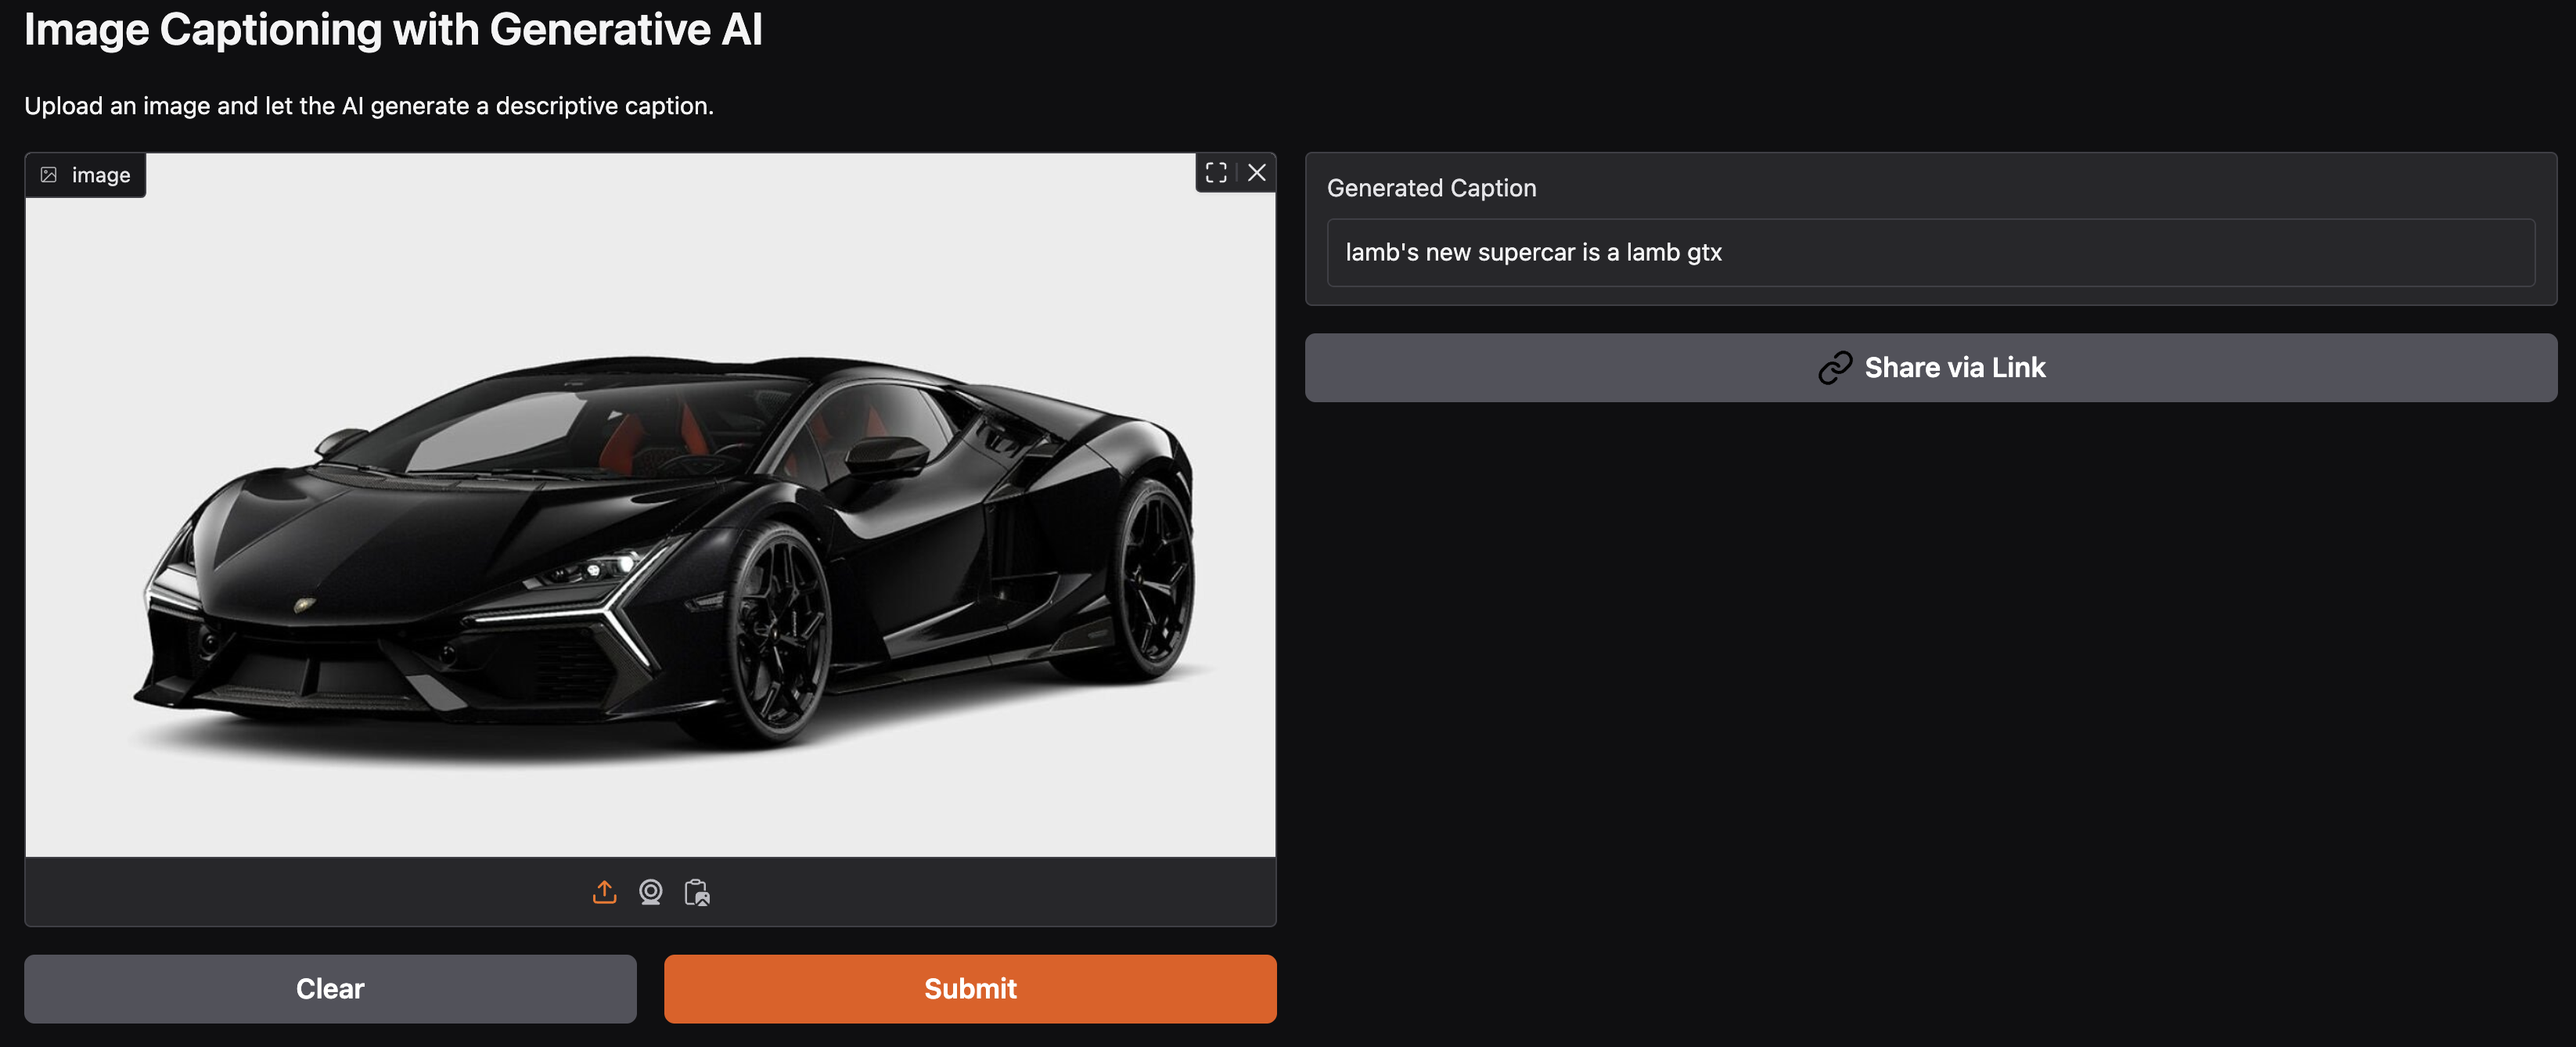 Image Captioning with Generative AI
Upload an image and let the AI generate a descriptive caption.
image
Generated Caption
lamb's new supercar is a lamb gtx
Share via Link
Clear
Submit